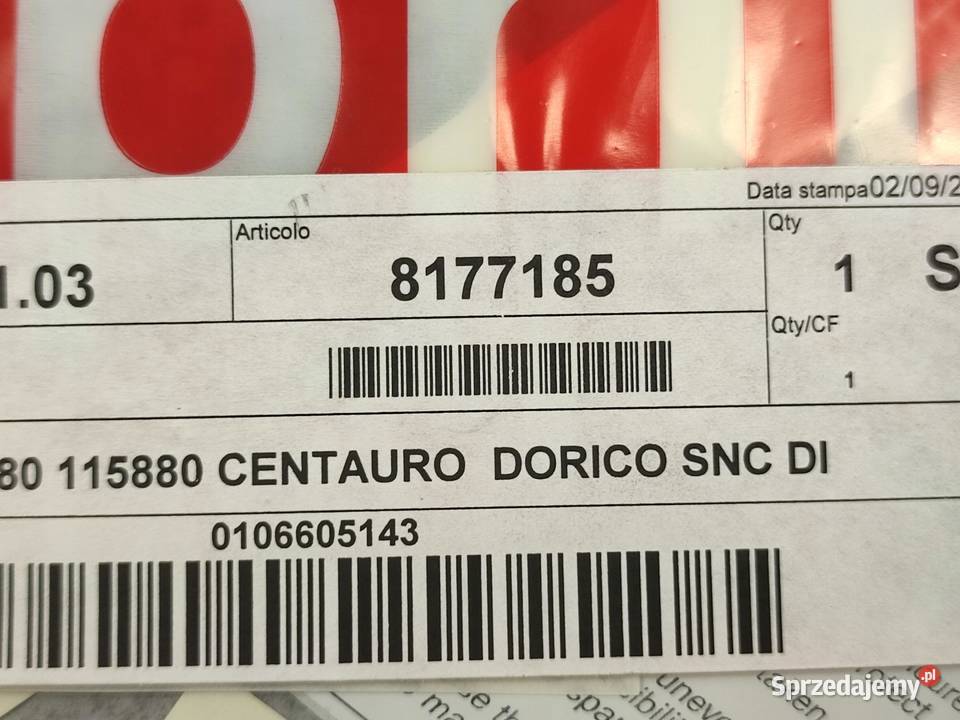 Data stampa02/09/2
Articolo
Qty
1.03
8177185
1
S
Qty/CF
1
80 115880 CENTAURO DORICO SNC DI
0106605143
Sprzedajemy.pl